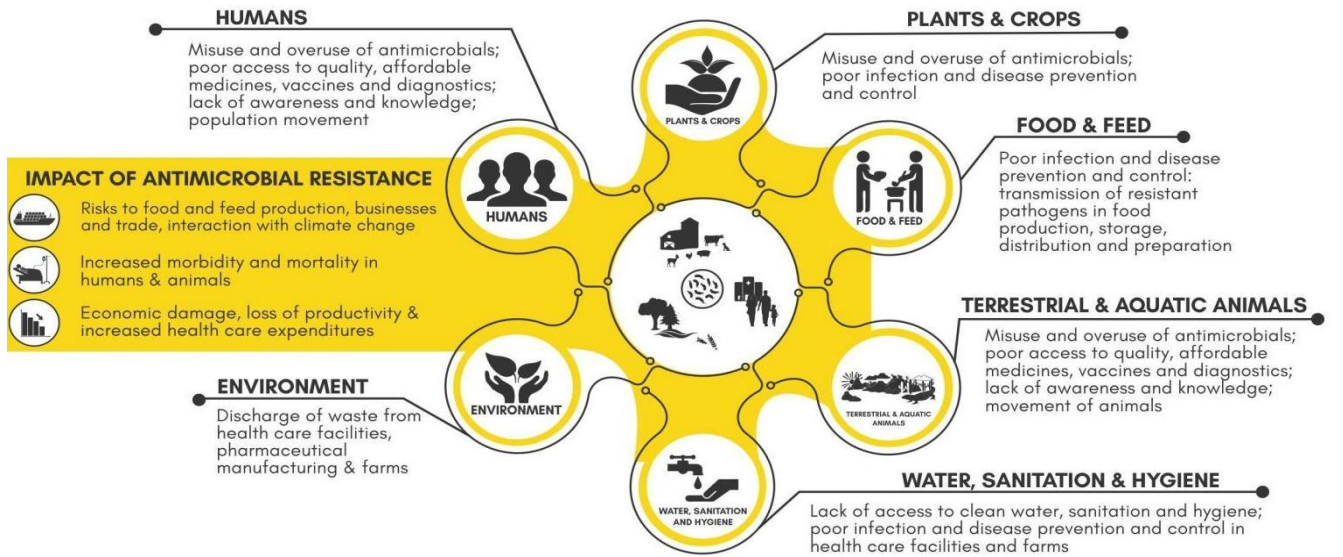 HUMANS
Misuse and overuse of antimicrobials;
poor access to quality, affordable
medicines, vaccines and diagnostics;
lack of awareness and knowledge;
population movement
PLANTS & CROPS
Misuse and overuse of antimicrobials;
poor infection and disease prevention
and control
PLANTS & CROPS
FOOD & FEED
Poor infection and disease
prevention and control:
transmission of resistant
pathogens in food
production, storage,
distribution and preparation
FOOD & FEED
HUMANS
IMPACT OF ANTIMICROBIAL RESISTANCE
Risks to food and feed production, businesses
and trade, interaction with climate change
Increased morbidity and mortality in
humans & animals
Economic damage, loss of productivity &
increased health care expenditures
TERRESTRIAL & AQUATIC ANIMALS
Misuse and overuse of antimicrobials;
poor access to quality, affordable
medicines, vaccines and diagnostics;
lack of awareness and knowledge;
movement of animals
TERRESTRIAL & AQUATIC
ANIMALS
ENVIRONMENT
ENVIRONMENT
Discharge of waste from
health care facilities,
pharmaceutical
manufacturing & farms
WATER, SANITATION
AND HYGIENE
WATER, SANITATION & HYGIENE
Lack of access to clean water, sanitation and hygiene;
poor infection and disease prevention and control in
health care facilities and farms